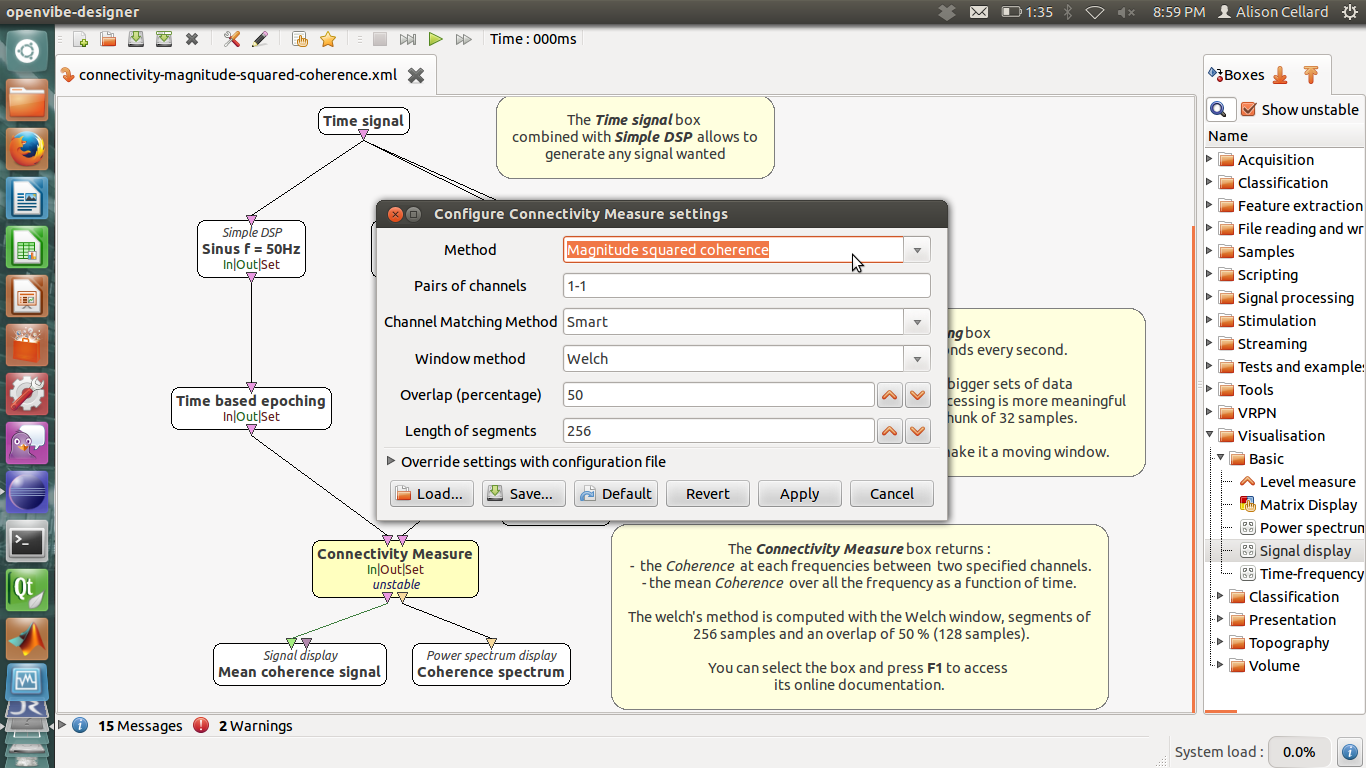 openvibe-designer
1:35
8:59 PM
Alison Cellard
Time : 000ms
connectivity-magnitude-squared-coherence.xml
Time signal
The Time signal box
combined with Simple DSP allows to
generate any signal wanted
Simple DSP
Sinus f = 50Hz
In|Out|Set
Time based epoching
In|Out|Set
Configure Connectivity Measure settings
Method
Magnitude squared coherence
Pairs of channels
1-1
Channel Matching Method
Smart
Window method
Welch
Overlap (percentage)
50
Length of segments
256
Override settings with configuration file
Load...
Save...
Default
Revert
Apply
Cancel
box
every second.
bigger sets of data
is more meaningful
of 32 samples.
it a moving window.
Connectivity Measure
In|Out|Set
unstable
Signal display
Mean coherence signal
Power spectrum display
Coherence spectrum
The Connectivity Measure box returns :
- the Coherence at each frequencies between two specified channels.
- the mean Coherence over all the frequency as a function of time.
The welch's method is computed with the Welch window, segments of
256 samples and an overlap of 50 % (128 samples).
You can select the box and press F1 to access
its online documentation.
Boxes
Show unstable
Name
Acquisition
Classification
Feature extraction
File reading and wr
Samples
Scripting
Signal processing
Simulation
Streaming
Tests and examples
Tools
VRPN
Visualisation
Basic
Level measure
Matrix Display
Power spectrum
Signal display
Time-frequency
Classification
Presentation
Topography
Volume
15 Messages
2 Warnings
System load :
0.0%